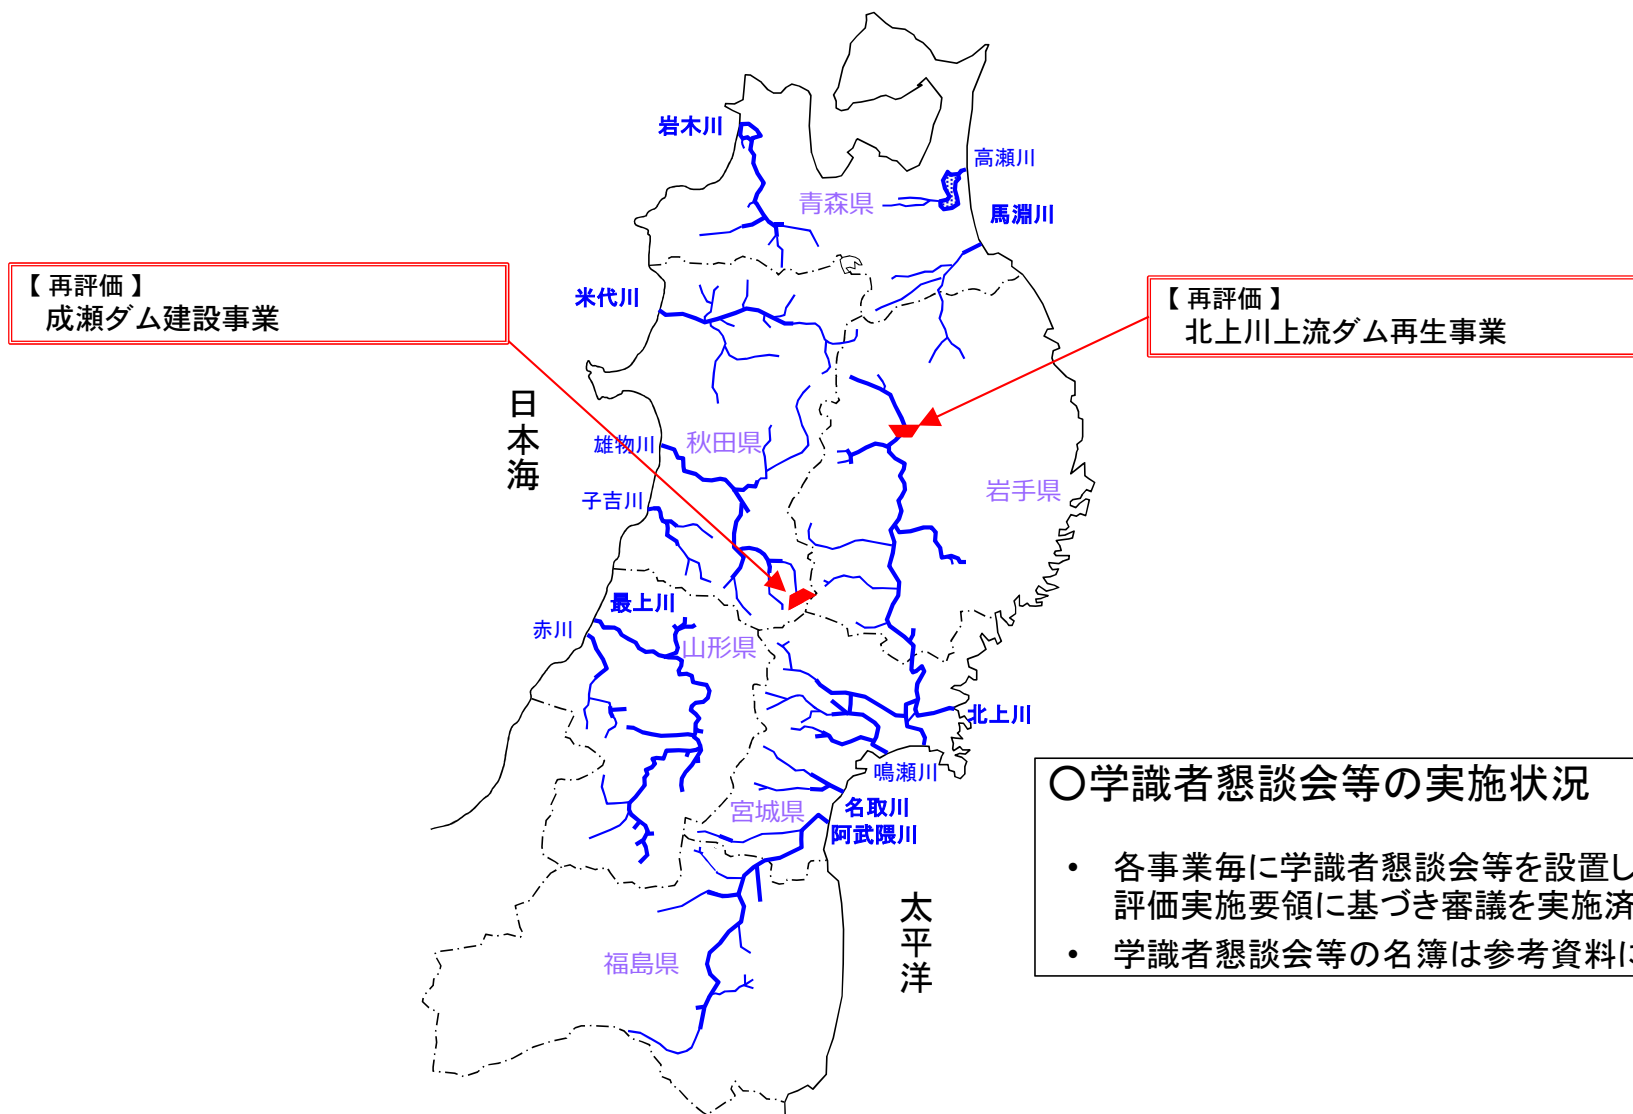 岩木川
高瀬川
青森県
馬淵川
【 再評価 】
成瀬ダム建設事業
米代川
【 再評価 】
北上川上流ダム再生事業
日本海
雄物川
秋田県
子吉川
岩手県
最上川
赤川
山形県
北上川
鳴瀬川
名取川
宮城県
阿武隈川
太平洋
福島県
〇学識者懇談会等の実施状況
• 各事業毎に学識者懇談会等を設置し
評価実施要領に基づき審議を実施済
• 学識者懇談会等の名簿は参考資料に